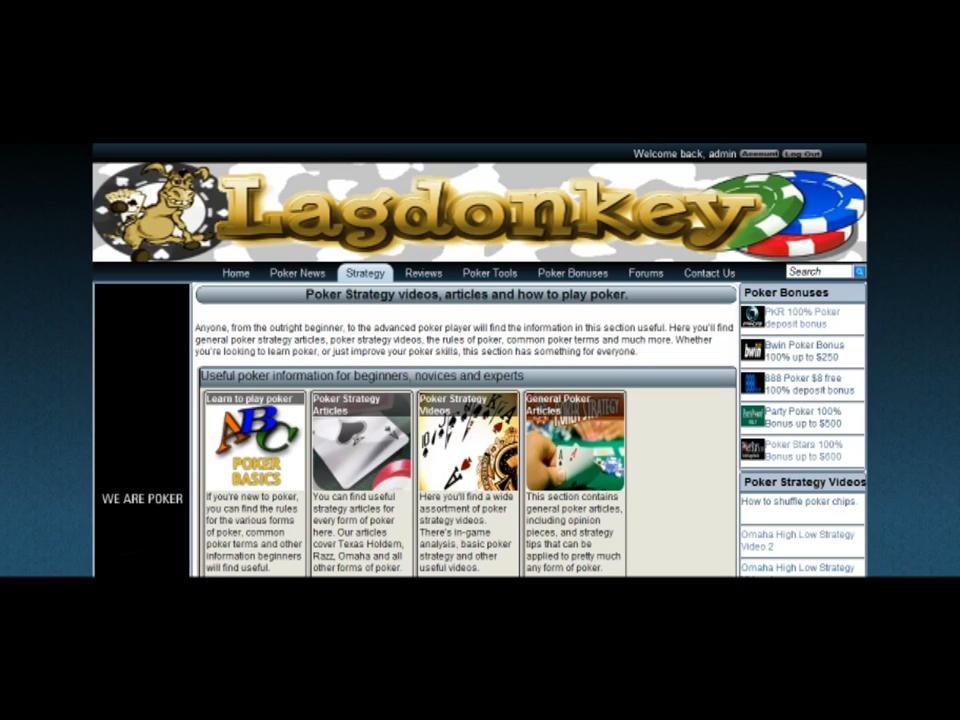 Welcome back, admin Account Log Out
Lagdonkey
Home Poker News Strategy Reviews Poker Tools Poker Bonuses Forums Contact Us Search
Poker Strategy videos, articles and how to play poker.
Anyone, from the outright beginner, to the advanced poker player will find the information in this section useful. Here you'll find
general poker strategy articles, poker strategy videos, the rules of poker, common poker terms and much more. Whether
you're looking to learn poker, or just improve your poker skills, this section has something for everyone.
Useful poker information for beginners, novices and experts
Learn to play poker
ABC
POKER
BASICS
If you're new to poker,
you can find the rules
for the various forms
of poker, common
poker terms and other
information beginners
will find useful.
Poker Strategy
Articles
You can find useful
strategy articles for
every form of poker
here. Our articles
cover Texas Holdem,
Razz, Omaha and all
other forms of poker.
Poker Strategy
Videos
Here you'll find a wide
assortment of poker
strategy videos.
There's in-game
analysis, basic poker
strategy and other
useful videos.
General Poker
Articles
This section contains
general poker articles,
including opinion
pieces, and strategy
tips that can be
applied to pretty much
any form of poker.
WE ARE POKER
Poker Bonuses
PKR 100% Poker
deposit bonus
bwin
Bwin Poker Bonus
100% up to $250
888 Poker $8 free
100% deposit bonus
Party Poker 100%
Bonus up to $500
Poker Stars 100%
Bonus up to $600
Poker Strategy Videos
How to shuffle poker chips.
Omaha High Low Strategy
Video 2
Omaha High Low Strategy